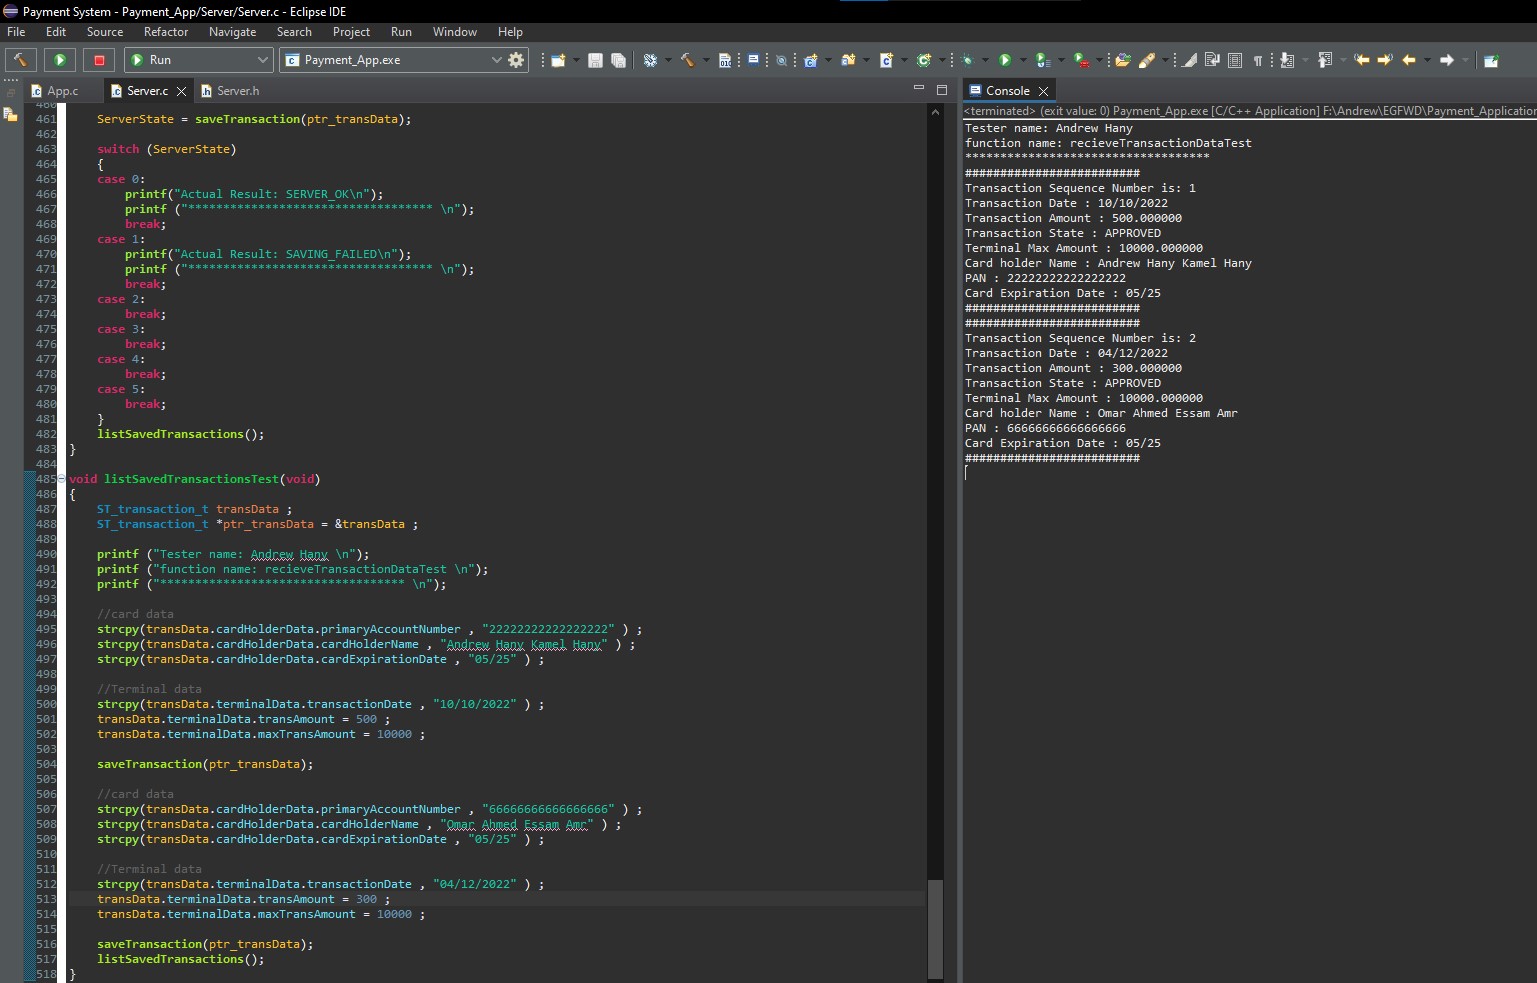 Payment System - Payment_App/Server/Server.c - Eclipse IDE
File Edit Source Refactor Navigate Search Project Run Window Help
Run Payment_App.exe
App.c Server.c Server.h
460
461 ServerState = saveTransaction(ptr_transData);
462
463 switch (ServerState)
464 {
465 case 0:
466 printf("Actual Result: SERVER_OK\n");
467 printf ("*********************************** \n");
468 break;
469 case 1:
470 printf("Actual Result: SAVING_FAILED\n");
471 printf ("*********************************** \n");
472 break;
473 case 2:
474 break;
475 case 3:
476 break;
477 case 4:
478 break;
479 case 5:
480 break;
481 }
482 listSavedTransactions();
483 }
484
485 void listSavedTransactionsTest(void)
486 {
487 ST_transaction_t transData ;
488 ST_transaction_t *ptr_transData = &transData ;
489
490 printf ("Tester name: Andrew Hany \n");
491 printf ("function name: recieveTransactionDataTest \n");
492 printf ("*********************************** \n");
493
494 //card data
495 strcpy(transData.cardHolderData.primaryAccountNumber , "22222222222222222" ) ;
496 strcpy(transData.cardHolderData.cardHolderName , "Andrew Hany Kamel Hany" ) ;
497 strcpy(transData.cardHolderData.cardExpirationDate , "05/25" ) ;
498
499 //Terminal data
500 strcpy(transData.terminalData.transactionDate , "10/10/2022" ) ;
501 transData.terminalData.transAmount = 500 ;
502 transData.terminalData.maxTransAmount = 10000 ;
503
504 saveTransaction(ptr_transData);
505
506 //card data
507 strcpy(transData.cardHolderData.primaryAccountNumber , "66666666666666666" ) ;
508 strcpy(transData.cardHolderData.cardHolderName , "Omar Ahmed Essam Amr" ) ;
509 strcpy(transData.cardHolderData.cardExpirationDate , "05/25" ) ;
510
511 //Terminal data
512 strcpy(transData.terminalData.transactionDate , "04/12/2022" ) ;
513 transData.terminalData.transAmount = 300 ;
514 transData.terminalData.maxTransAmount = 10000 ;
515
516 saveTransaction(ptr_transData);
517 listSavedTransactions();
518 }
Console
<terminated> (exit value: 0) Payment_App.exe [C/C++ Application] F:\Andrew\EGFWD\Payment_Application
Tester name: Andrew Hany
function name: recieveTransactionDataTest
***********************************
#########################
Transaction Sequence Number is: 1
Transaction Date : 10/10/2022
Transaction Amount : 500.000000
Transaction State : APPROVED
Terminal Max Amount : 10000.000000
Card holder Name : Andrew Hany Kamel Hany
PAN : 22222222222222222
Card Expiration Date : 05/25
#########################
#########################
Transaction Sequence Number is: 2
Transaction Date : 04/12/2022
Transaction Amount : 300.000000
Transaction State : APPROVED
Terminal Max Amount : 10000.000000
Card holder Name : Omar Ahmed Essam Amr
PAN : 66666666666666666
Card Expiration Date : 05/25
#########################